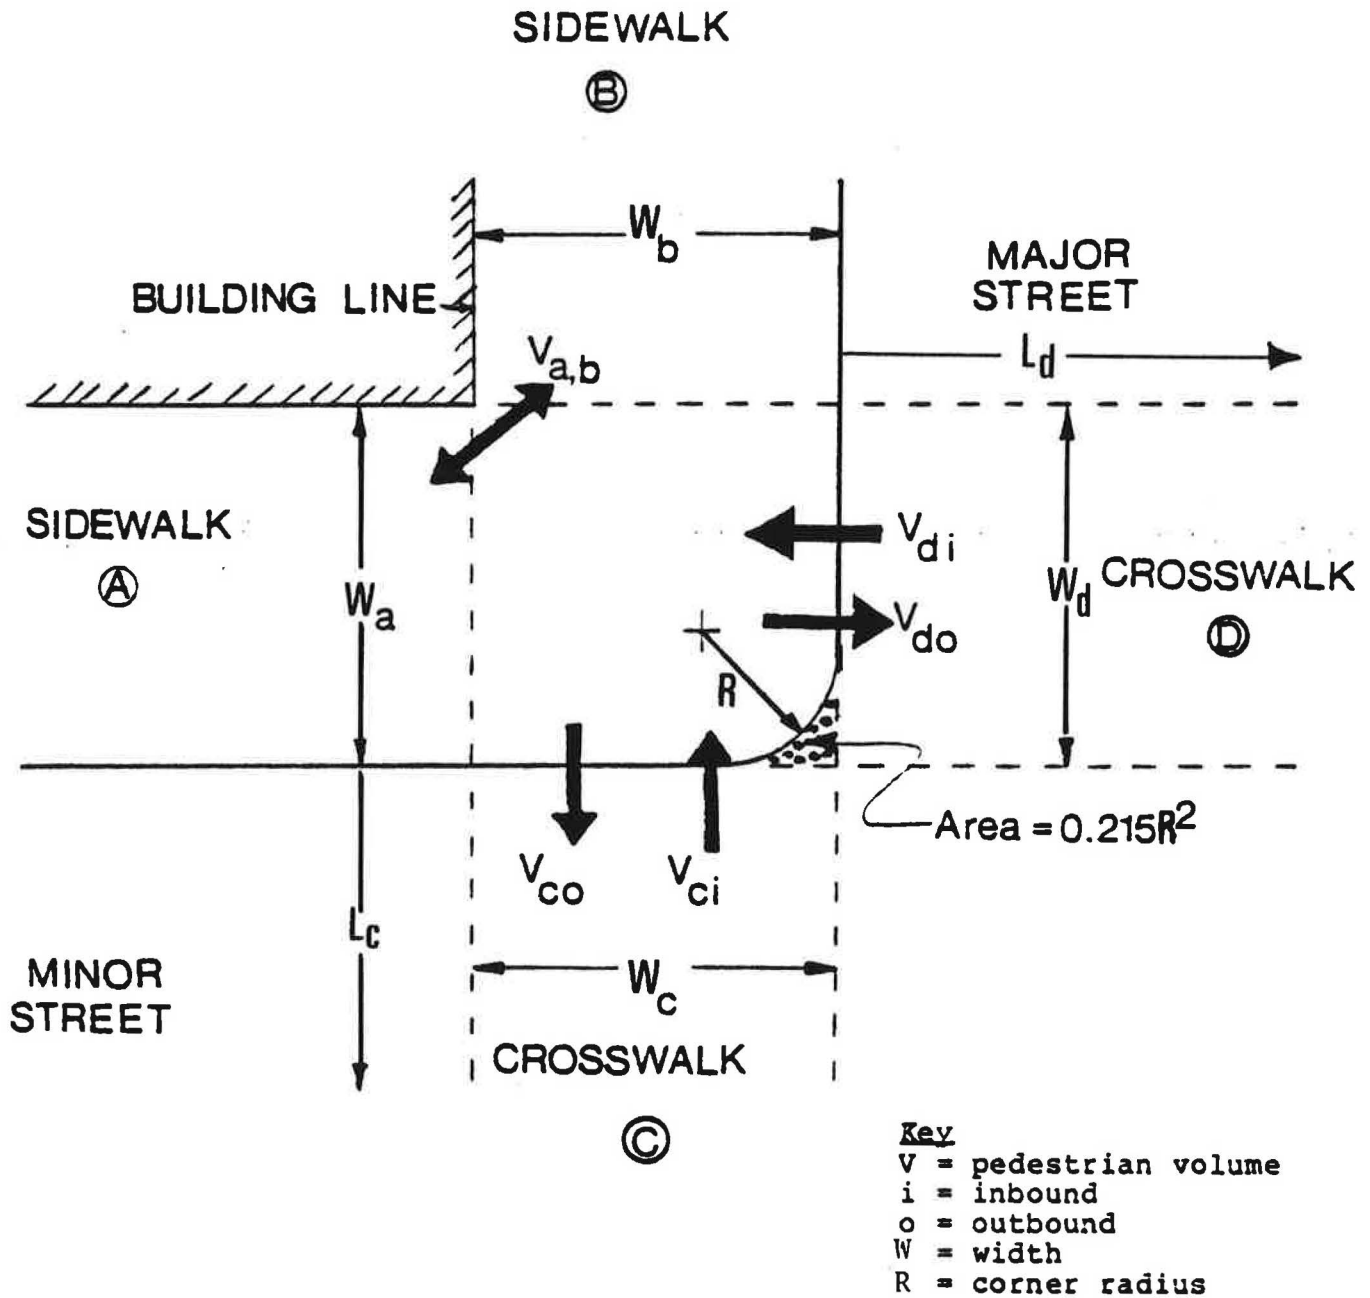 SIDEWALK
B
W_b
BUILDING LINE
MAJOR
STREET
L_d
V_a,b
SIDEWALK
A
W_a
V_di
W_d
CROSSWALK
D
V_do
R
Area = 0.215R²
V_co
V_ci
L_c
W_c
MINOR
STREET
CROSSWALK
C
Key
V = pedestrian volume
i = inbound
o = outbound
W = width
R = corner radius